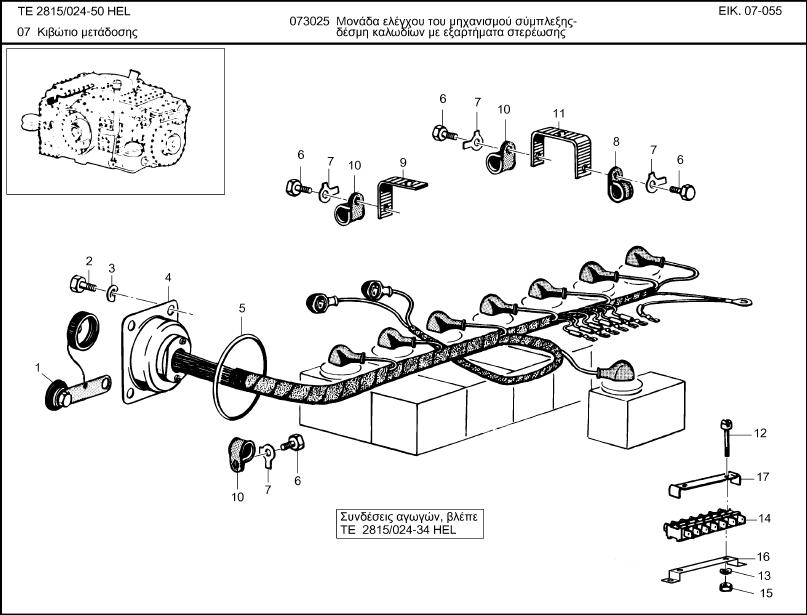 TE 2815/024-50 HEL
ΕΙΚ. 07-055
073025 Μονάδα ελέγχου του μηχανισμού σύμπλεξης-
07 Κιβώτιο μετάδοσης
δέσμη καλωδίων με εξαρτήματα στερέωσης
6 7 10 11
8 7 6
6 7 10 9
2 3 4
5
1
12
17
14
16
13
15
10 7 6
Συνδέσεις αγωγών, βλέπε
TE 2815/024-34 HEL